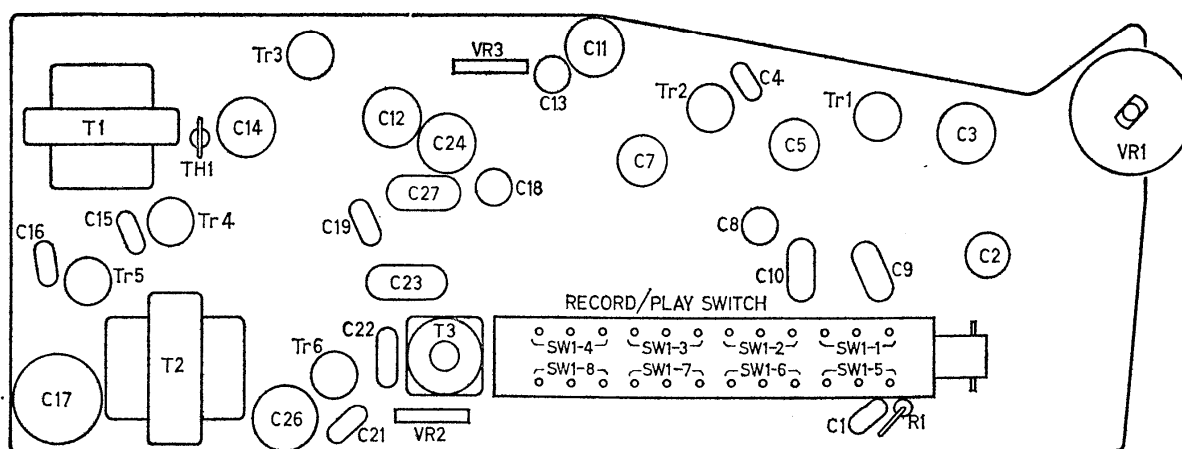 Tr3
VR3
C11
C13
C4
Tr2
Tr1
T1
TH1
C14
C12
C24
C7
C5
C3
VR1
C27
C18
C15
Tr4
C19
C8
C16
Tr5
C23
C10
C9
C2
RECORD/PLAY SWITCH
T2
C22
T3
SW1-4 SW1-3 SW1-2 SW1-1
SW1-8 SW1-7 SW1-6 SW1-5
Tr6
C17
C26
C21
VR2
C1
R1